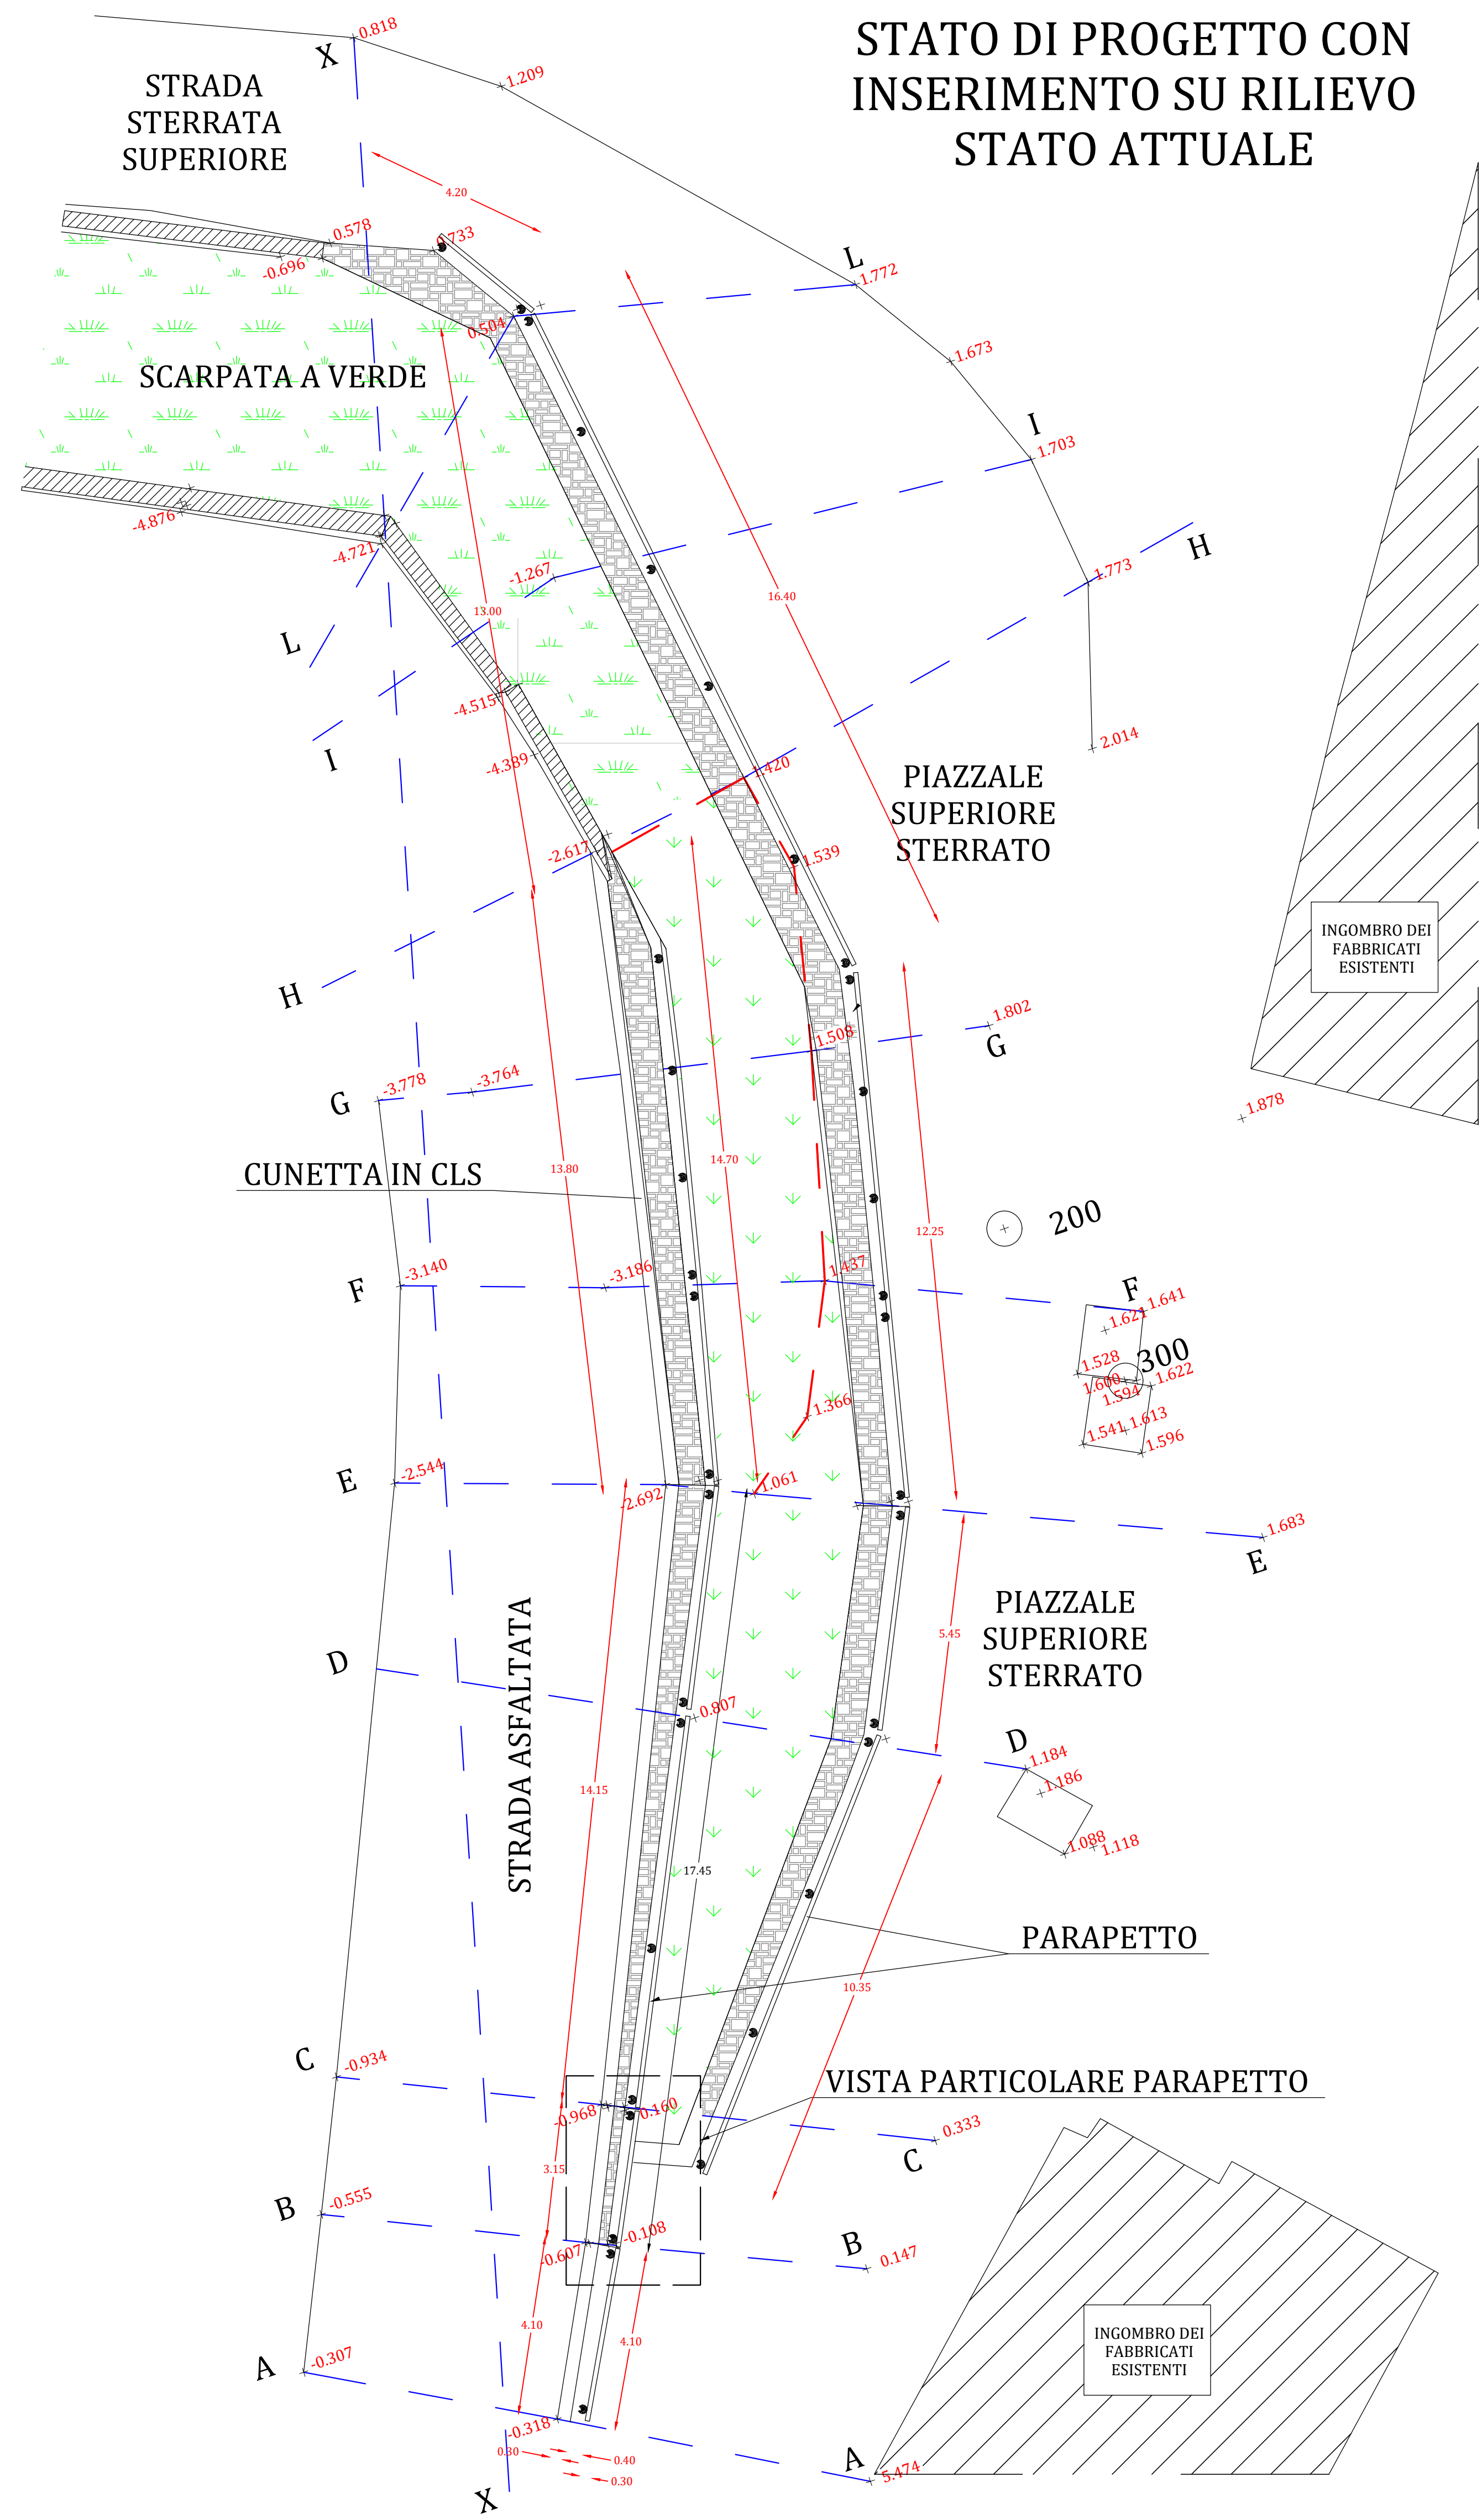 STATO DI PROGETTO CON
INSERIMENTO SU RILIEVO
STATO ATTUALE
X
0.818
1.209
STRADA
STERRATA
SUPERIORE
4.20
0.578
0.733
-0.696
L
1.772
0.504
1.673
SCARPATA A VERDE
I
1.703
-4.876
-4.721
-1.267
H
1.773
16.40
13.00
L
-4.515
I
-4.389
2.014
1.420
PIAZZALE
SUPERIORE
STERRATO
-2.617
1.539
INGOMBRO DEI
FABBRICATI
ESISTENTI
H
1.802
G
1.508
G
-3.778
-3.764
1.878
CUNETTA IN CLS
13.80
14.70
12.25
200
F
-3.140
-3.186
1.437
F
1.641
1.621
300
1.528
1.600
1.594
1.622
1.366
1.541
1.613
1.596
E
-2.544
-2.692
1.061
1.683
E
D
STRADA ASFALTATA
PIAZZALE
SUPERIORE
STERRATO
5.45
0.807
D
1.184
1.186
14.15
1.088
1.118
17.45
PARAPETTO
10.35
C
-0.934
VISTA PARTICOLARE PARAPETTO
-0.968
0.160
0.333
C
3.15
B
-0.555
-0.607
-0.108
B
0.147
4.10
4.10
INGOMBRO DEI
FABBRICATI
ESISTENTI
A
-0.307
-0.318
0.30
0.40
0.30
A
5.474
X